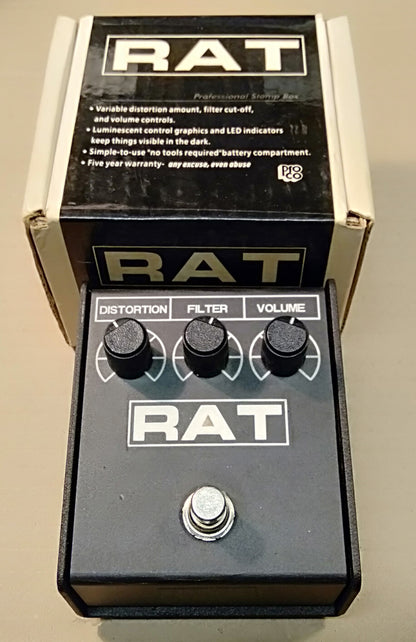 RAT
Professional Stomp Box
• Variable distortion amount, filter cut-off,
and volume controls.
• Luminescent control graphics and LED indicators
keep things visible in the dark.
• Simple-to-use "no tools required" battery compartment.
• Five year warranty- any excuse, even abuse
PRO
CO
RAT
DISTORTION FILTER VOLUME
RAT